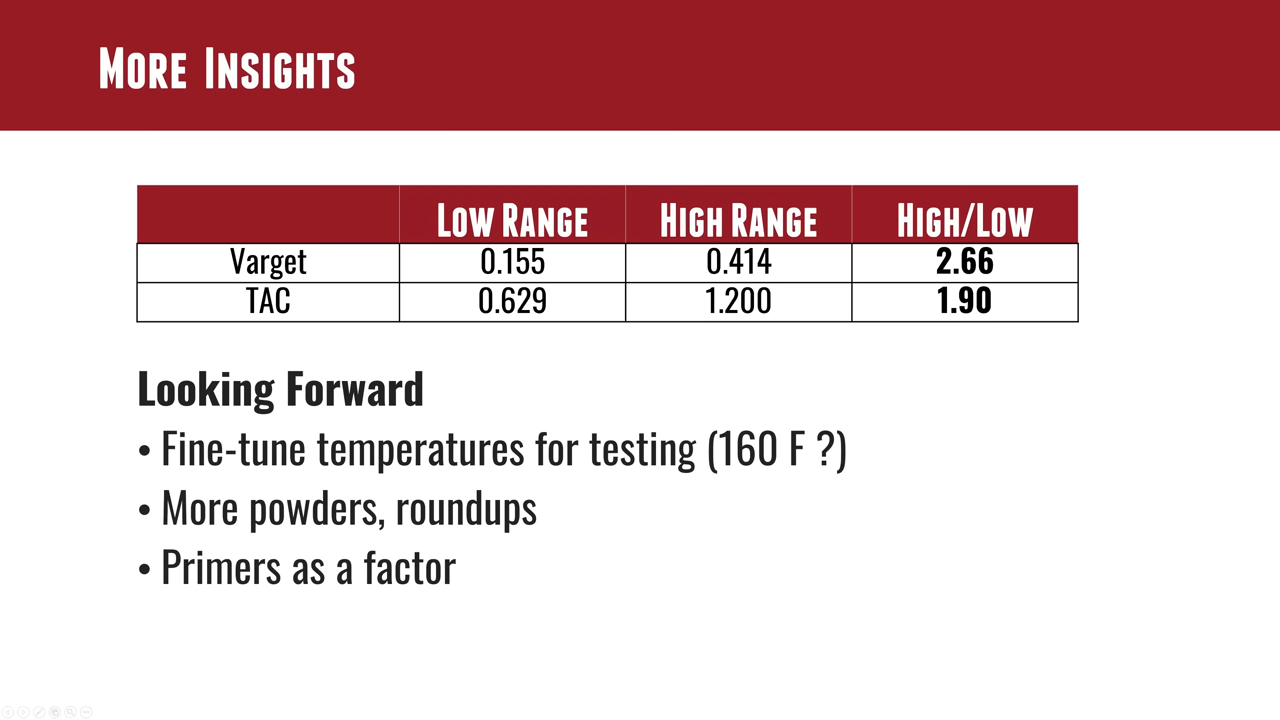 More Insights
Low Range High Range High/Low
Varget 0.155 0.414 2.66
TAC 0.629 1.200 1.90
Looking Forward
• Fine-tune temperatures for testing (160 F ?)
• More powders, roundups
• Primers as a factor